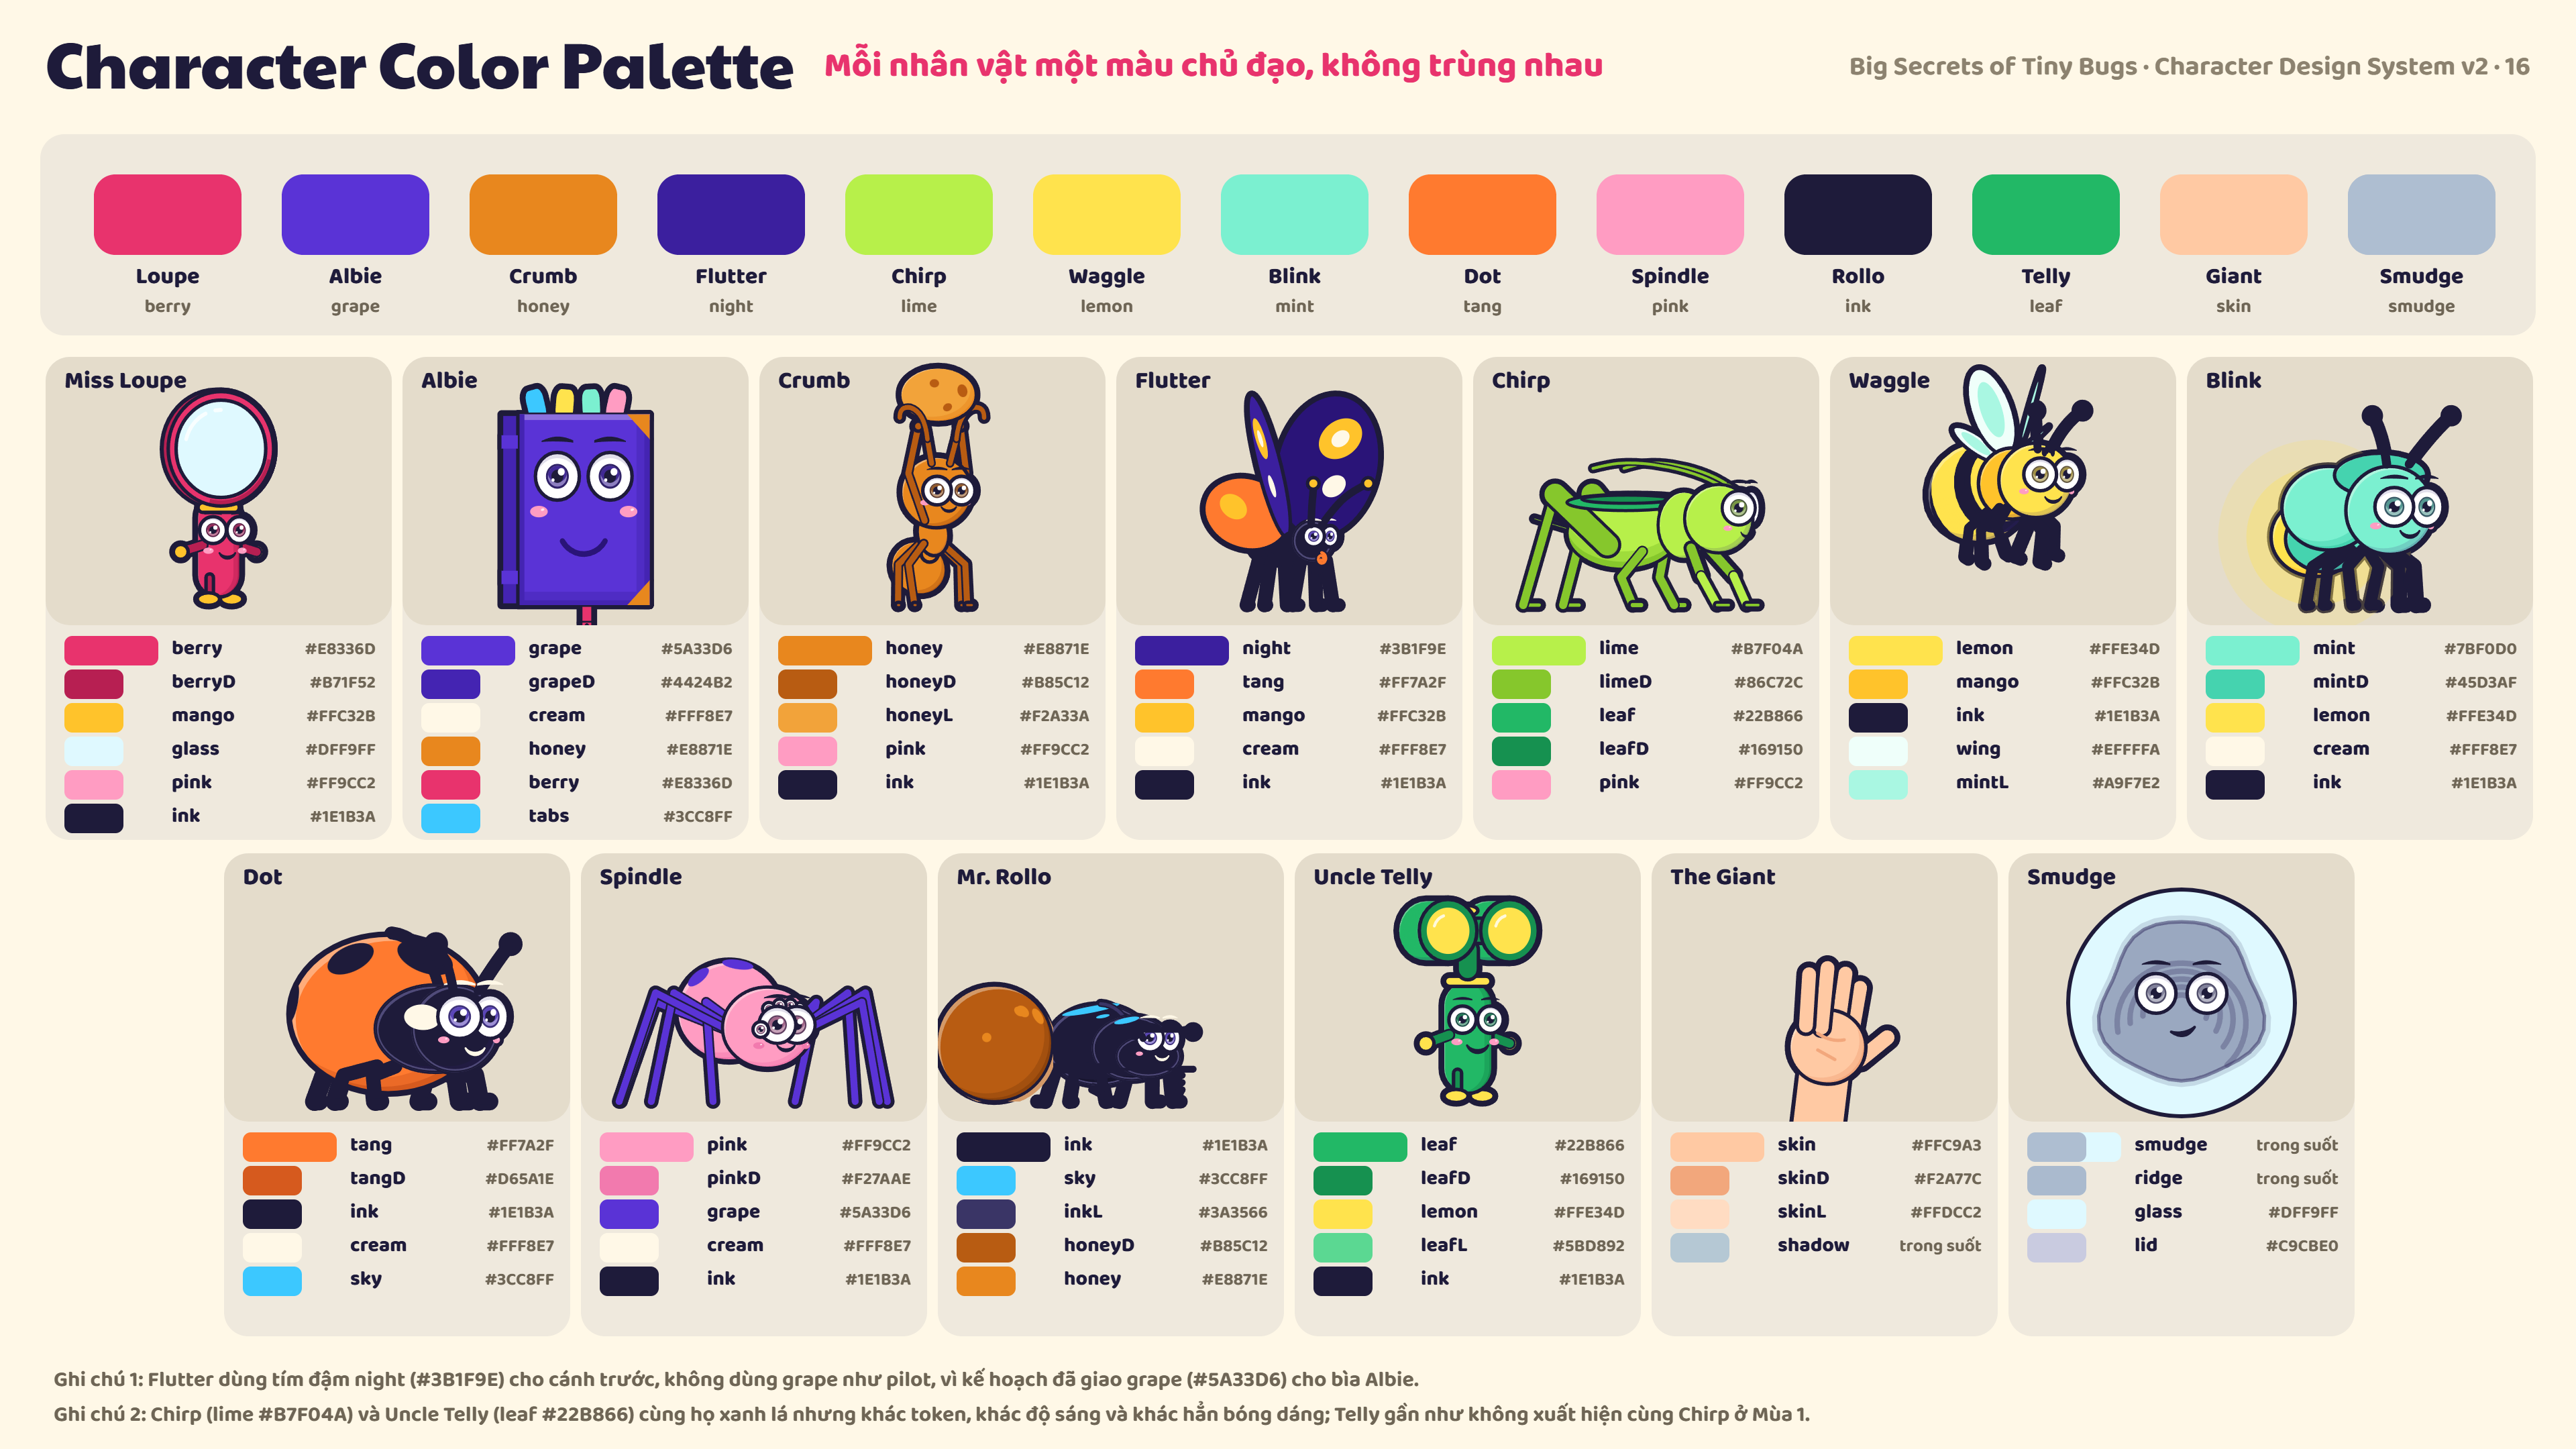 Character Color Palette
Mỗi nhân vật một màu chủ đạo, không trùng nhau
Big Secrets of Tiny Bugs · Character Design System v2 · 16
Loupe
berry
Albie
grape
Crumb
honey
Flutter
night
Chirp
lime
Waggle
lemon
Blink
mint
Dot
tang
Spindle
pink
Rollo
ink
Telly
leaf
Giant
skin
Smudge
smudge
Miss Loupe
berry #E8336D
berryD #B71F52
mango #FFC32B
glass #DFF9FF
pink #FF9CC2
ink #1E1B3A
Albie
grape #5A33D6
grapeD #4424B2
cream #FFF8E7
honey #E8871E
berry #E8336D
tabs #3CC8FF
Crumb
honey #E8871E
honeyD #B85C12
honeyL #F2A33A
pink #FF9CC2
ink #1E1B3A
Flutter
night #3B1F9E
tang #FF7A2F
mango #FFC32B
cream #FFF8E7
ink #1E1B3A
Chirp
lime #B7F04A
limeD #86C72C
leaf #22B866
leafD #169150
pink #FF9CC2
Waggle
lemon #FFE34D
mango #FFC32B
ink #1E1B3A
wing #EFFFFA
mintL #A9F7E2
Blink
mint #7BF0D0
mintD #45D3AF
lemon #FFE34D
cream #FFF8E7
ink #1E1B3A
Dot
tang #FF7A2F
tangD #D65A1E
ink #1E1B3A
cream #FFF8E7
sky #3CC8FF
Spindle
pink #FF9CC2
pinkD #F27AAE
grape #5A33D6
cream #FFF8E7
ink #1E1B3A
Mr. Rollo
ink #1E1B3A
sky #3CC8FF
inkL #3A3566
honeyD #B85C12
honey #E8871E
Uncle Telly
leaf #22B866
leafD #169150
lemon #FFE34D
leafL #5BD892
ink #1E1B3A
The Giant
skin #FFC9A3
skinD #F2A77C
skinL #FFDCC2
shadow trong suốt
Smudge
smudge trong suốt
ridge trong suốt
glass #DFF9FF
lid #C9CBE0
Ghi chú 1: Flutter dùng tím đậm night (#3B1F9E) cho cánh trước, không dùng grape như pilot, vì kế hoạch đã giao grape (#5A33D6) cho bìa Albie.
Ghi chú 2: Chirp (lime #B7F04A) và Uncle Telly (leaf #22B866) cùng họ xanh lá nhưng khác token, khác độ sáng và khác hẳn bóng dáng; Telly gần như không xuất hiện cùng Chirp ở Mùa 1.